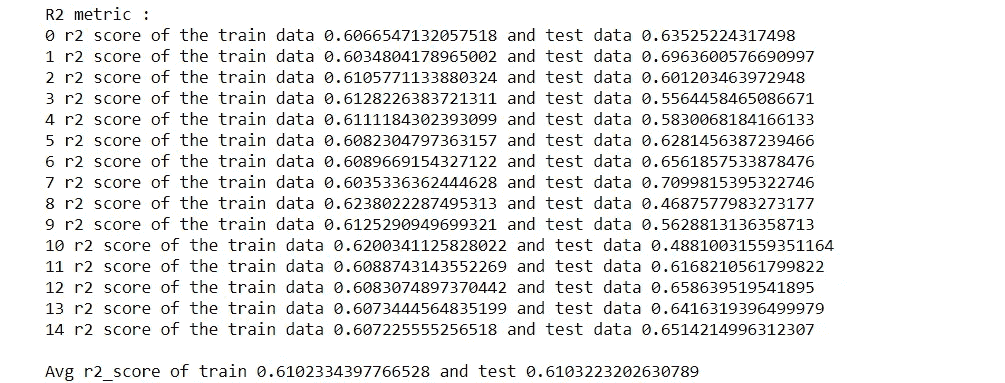 R2 metric :
0 r2 score of the train data 0.6066547132057518 and test data 0.63525224317498
1 r2 score of the train data 0.6034804178965002 and test data 0.6963600576690997
2 r2 score of the train data 0.6105771133880324 and test data 0.601203463972948
3 r2 score of the train data 0.6128226383721311 and test data 0.5564458465086671
4 r2 score of the train data 0.6111184302393099 and test data 0.5830068184166133
5 r2 score of the train data 0.6082304797363157 and test data 0.6281456387239466
6 r2 score of the train data 0.6089669154327122 and test data 0.6561857533878476
7 r2 score of the train data 0.6035336362444628 and test data 0.7099815395322746
8 r2 score of the train data 0.6238022287495313 and test data 0.4687577983273177
9 r2 score of the train data 0.6125290949699321 and test data 0.5628813136358713
10 r2 score of the train data 0.6200341125828022 and test data 0.48810031559351164
11 r2 score of the train data 0.6088743143552269 and test data 0.6168210561799822
12 r2 score of the train data 0.6083074897370442 and test data 0.658639519541895
13 r2 score of the train data 0.6073444564835199 and test data 0.6416319396499979
14 r2 score of the train data 0.607225555256518 and test data 0.6514214996312307
Avg r2_score of train 0.6102334397766528 and test 0.6103223202630789